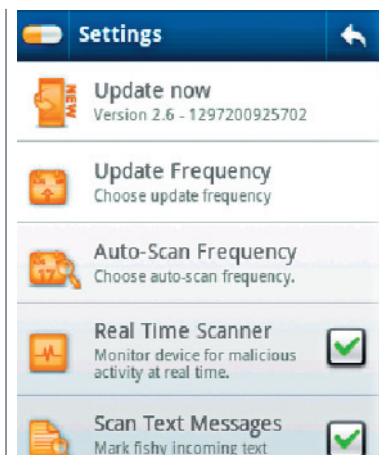 Settings
Update now
NEW
Version 2.6 - 1297200925702
Update Frequency
Choose update frequency
Auto-Scan Frequency
17
Choose auto-scan frequency.
Real Time Scanner
Monitor device for malicious
activity at real time.
Scan Text Messages
Mark fishy incoming text